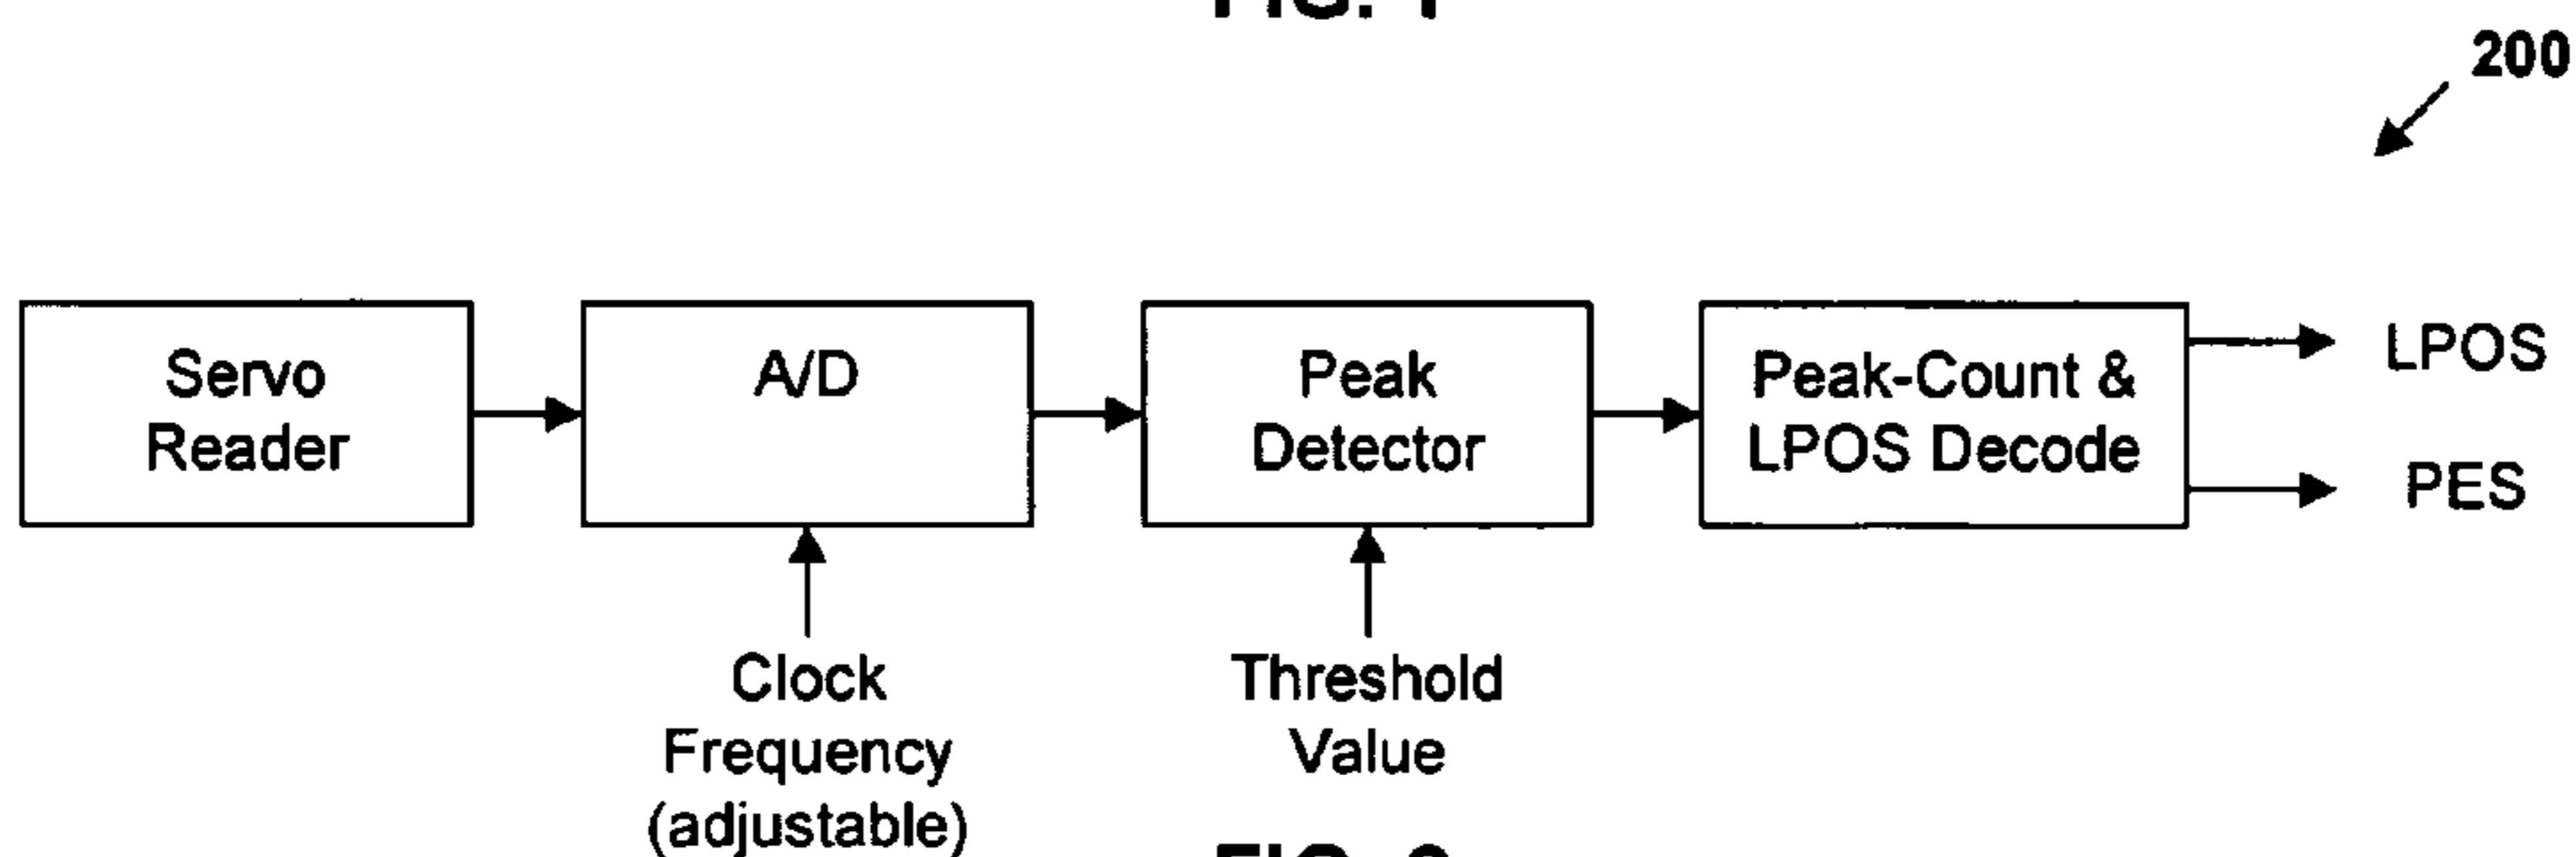 200
Servo
Reader
A/D
Peak
Detector
Peak-Count &
LPOS Decode
LPOS
PES
Clock
Frequency
(adjustable)
Threshold
Value